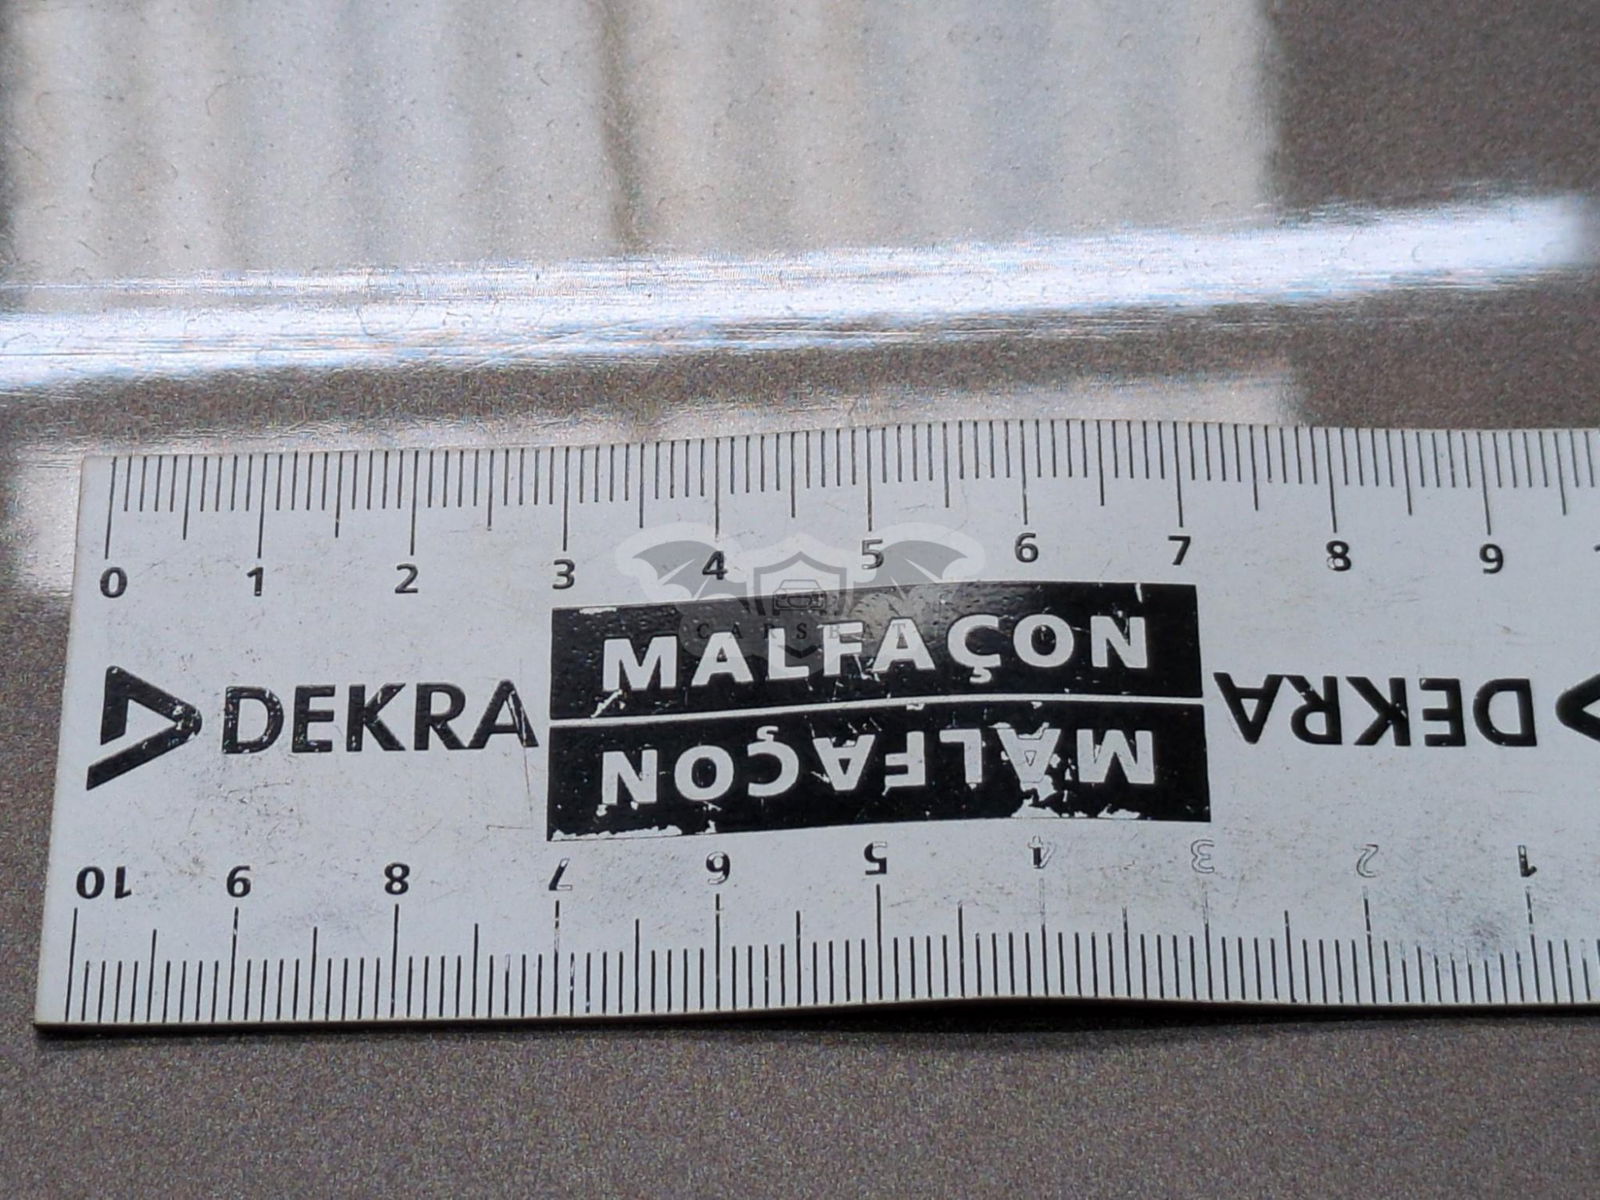 0 1 2 3 4 5 6 7 8 9
CARSBAT
MALFAÇON
DEKRA DEKRA
MALFAÇON
10 9 8 7 6 5 4 3 2 1